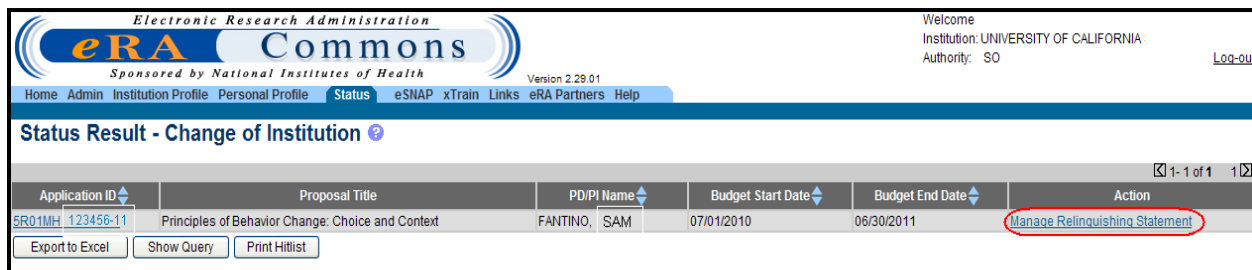 Electronic Research Administration
eRA Commons
Sponsored by National Institutes of Health
Version 2.29.01
Welcome
Institution: UNIVERSITY OF CALIFORNIA
Authority: SO
Log-ou
Home Admin Institution Profile Personal Profile Status eSNAP xTrain Links eRA Partners Help
Status Result - Change of Institution ?
1-1 of 1 1
Application ID Proposal Title PD/PI Name Budget Start Date Budget End Date Action
5R01MH 123456-11 Principles of Behavior Change: Choice and Context FANTINO, SAM 07/01/2010 06/30/2011 Manage Relinquishing Statement
Export to Excel Show Query Print Hitlist